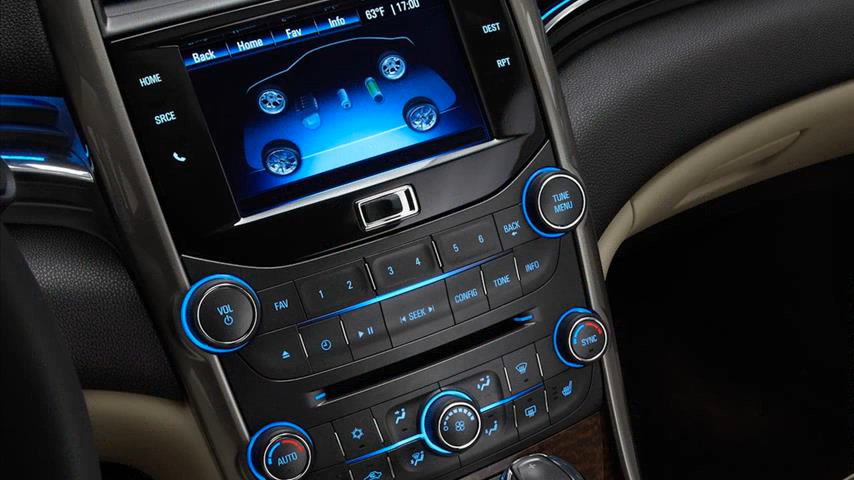 Back Home Fav Info 63°F | 17:00
HOME
SRCE
DEST
RPT
TUNE
MENU
VOL
FAV
1 2
3 4
5 6
BACK
SEEK
CONFIG
TONE
INFO
AUTO
SYNC